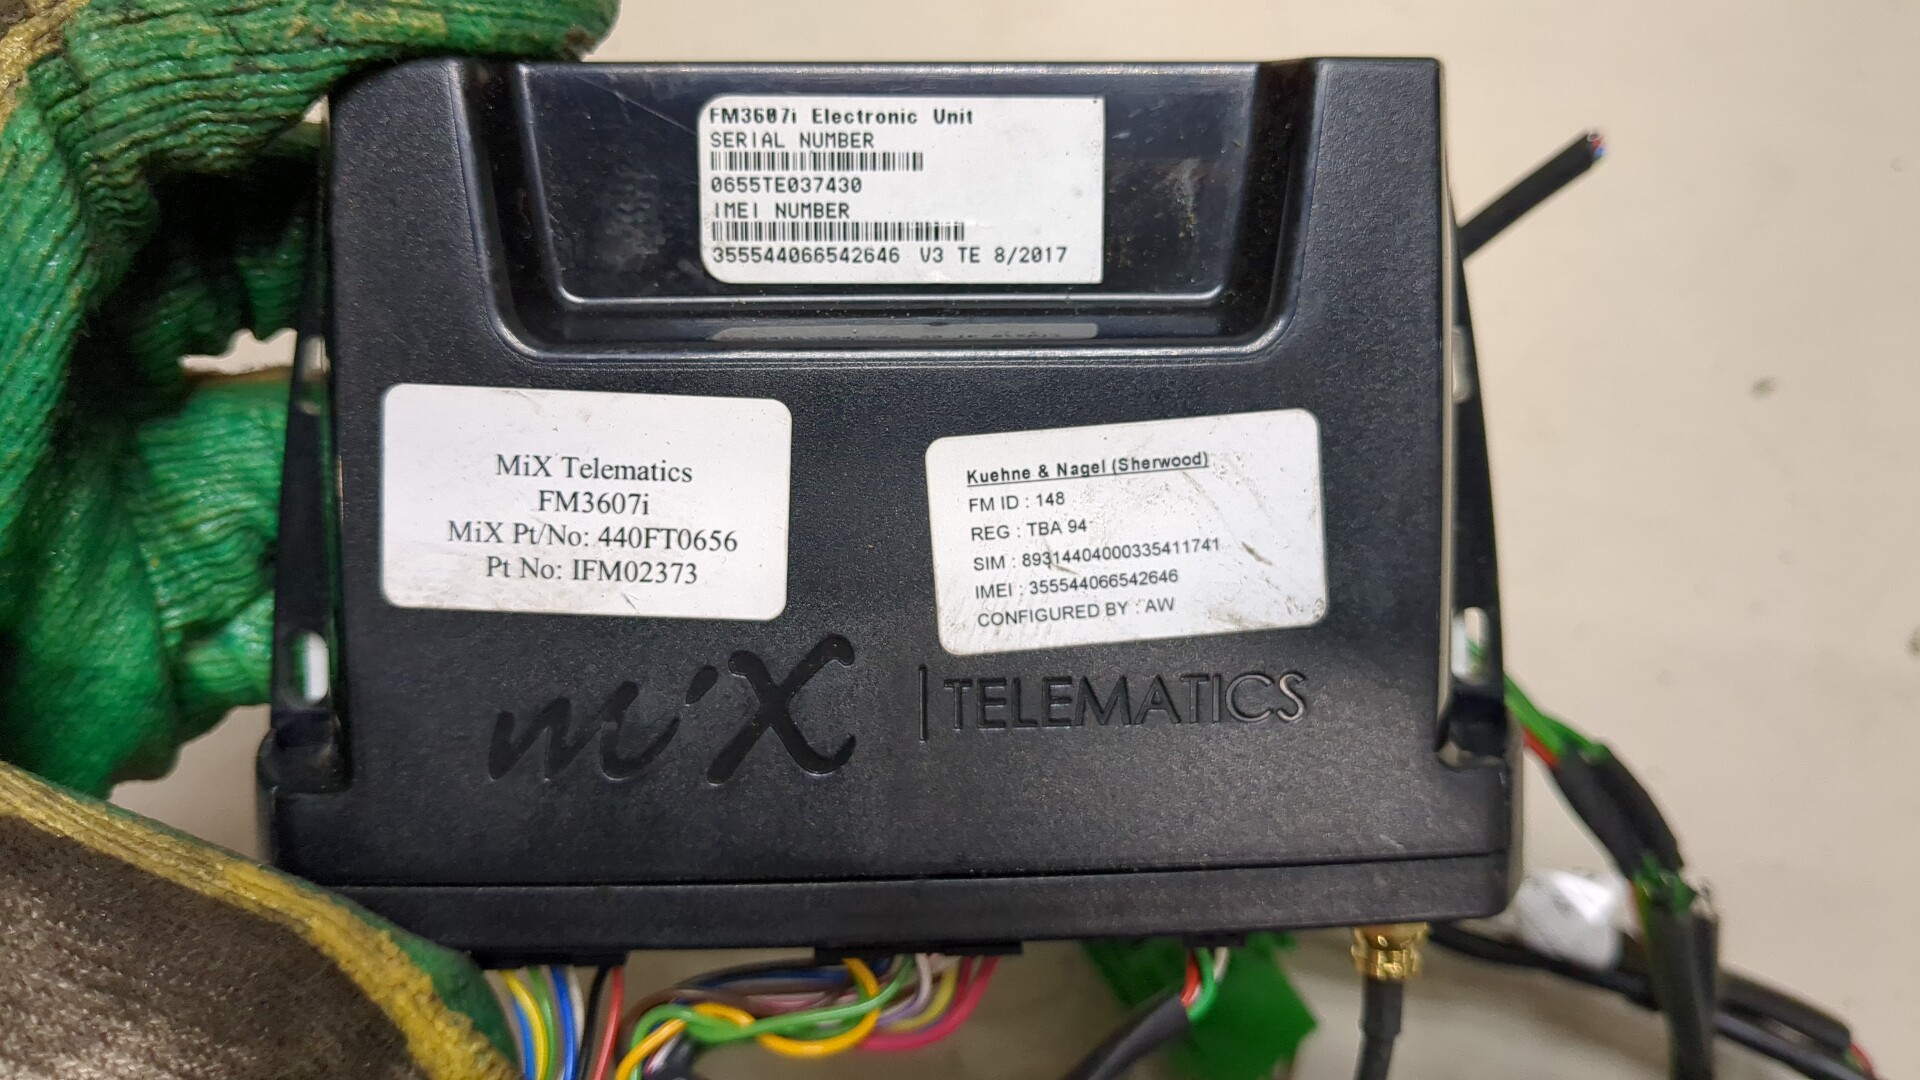 FM3607i Electronic Unit
SERIAL NUMBER
0655TE037430
IMEI NUMBER
355544066542646 V3 TE 8/2017
MiX Telematics
FM3607i
MiX Pt/No: 440FT0656
Pt No: IFM02373
Kuehne & Nagel (Sherwood)
FM ID : 148
REG : TBA 94
SIM : 89314404000335411741
IMEI : 355544066542646
CONFIGURED BY : AW
miX | TELEMATICS